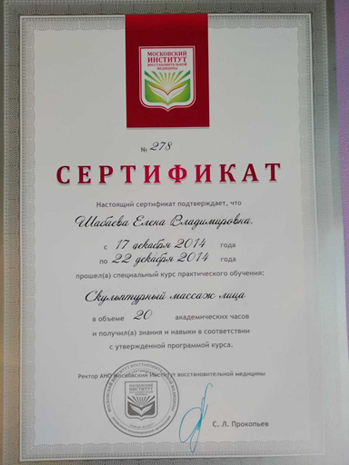 МОСКОВСКИЙ
ИНСТИТУТ
ВОССТАНОВИТЕЛЬНОЙ
МЕДИЦИНЫ
№ 278
СЕРТИФИКАТ
Настоящий сертификат подтверждает, что
Шабаева Елена Владимировна.
с 17 декабря 2014 года
по 22 декабря 2014 года
прошел(а) специальный курс практического обучения:
Скульптурный массаж лица
в объеме 20 академических часов
и получил(а) знания и навыки в соответствии
с утвержденной программой курса.
Ректор АНО Московский Институт восстановительной медицины
МОСКОВСКИЙ
ИНСТИТУТ
С. Л. Прокопьев